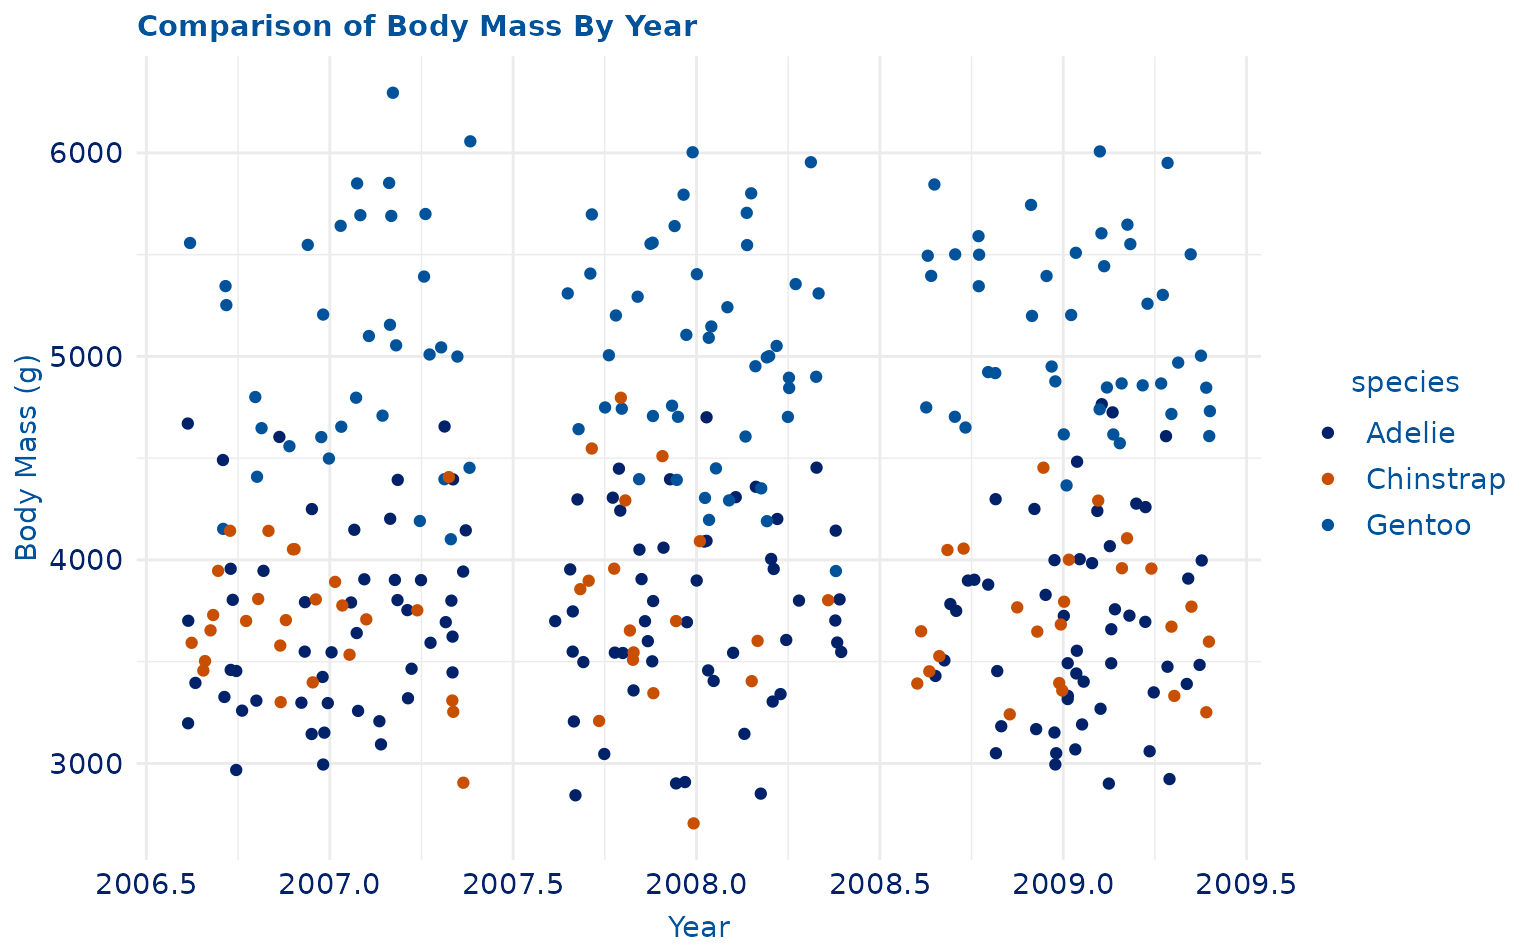 Comparison of Body Mass By Year
6000
5000
4000
3000
Body Mass (g)
2006.5 2007.0 2007.5 2008.0 2008.5 2009.0 2009.5
Year
species
Adelie
Chinstrap
Gentoo